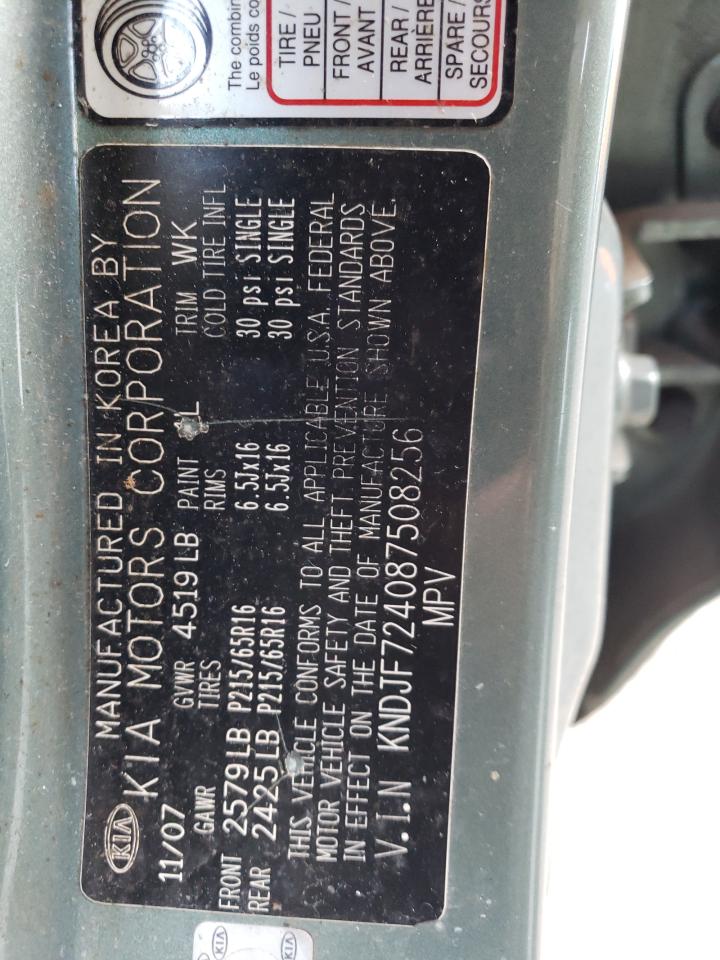 KIA
MANUFACTURED IN KOREA BY
KIA MOTORS CORPORATION
11/07 GVWR 4519 LB PAINT L TRIM WK
GAWR TIRES RIMS COLD TIRE INFL
FRONT 2579 LB P215/65R16 6.5Jx16 30 psi SINGLE
REAR 2425 LB P215/65R16 6.5Jx16 30 psi SINGLE
THIS VEHICLE CONFORMS TO ALL APPLICABLE U.S.A. FEDERAL
MOTOR VEHICLE SAFETY AND THEFT PREVENTION STANDARDS
IN EFFECT ON THE DATE OF MANUFACTURE SHOWN ABOVE.
V.I.N KNDJF724087508256
MPV
The combin
Le poids co
TIRE /
PNEU
FRONT /
AVANT
REAR /
ARRIÈRE
SPARE /
SECOURS
KIA
KIA